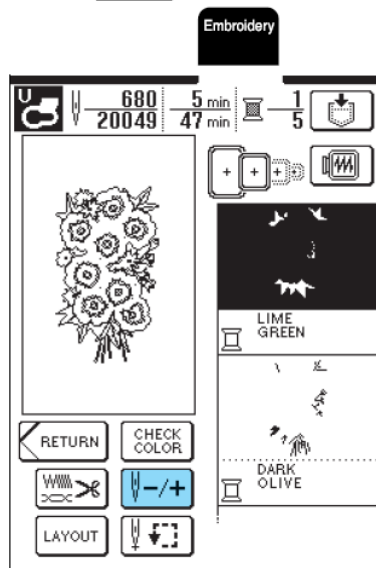 Embroidery
U
680 5 min 1
20049 47 min 5
LIME
GREEN
RETURN
CHECK
COLOR
DARK
OLIVE
-/+
LAYOUT